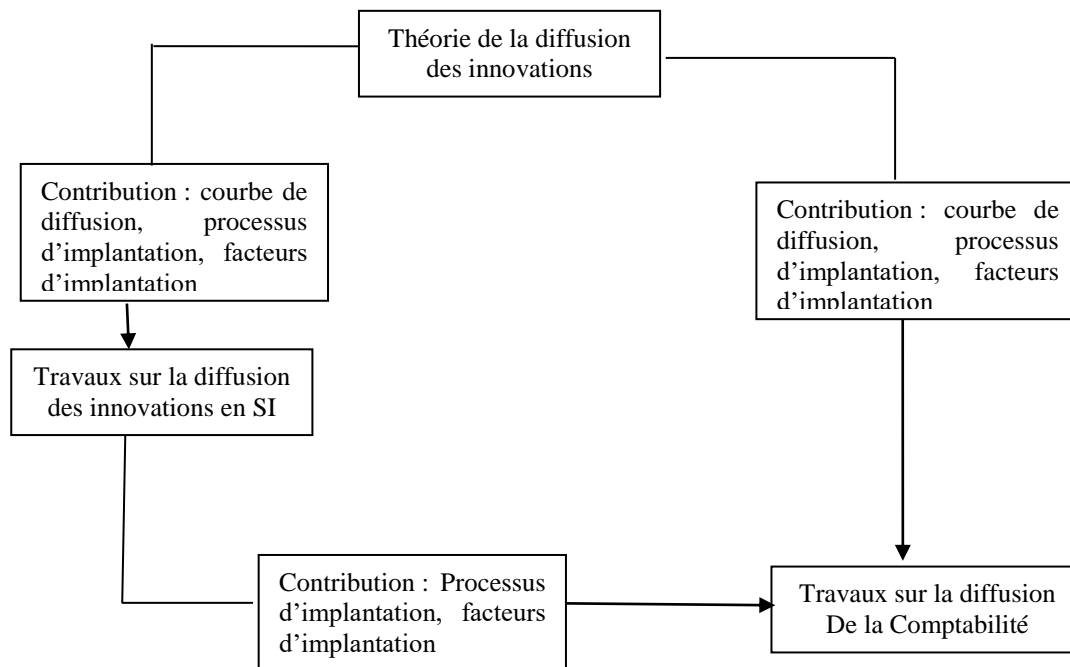 Théorie de la diffusion
des innovations
Contribution : courbe de
diffusion, processus
d'implantation, facteurs
d'implantation
Contribution : courbe de
diffusion, processus
d'implantation, facteurs
d'implantation
Travaux sur la diffusion
des innovations en SI
Contribution : Processus
d'implantation, facteurs
d'implantation
Travaux sur la diffusion
De la Comptabilité